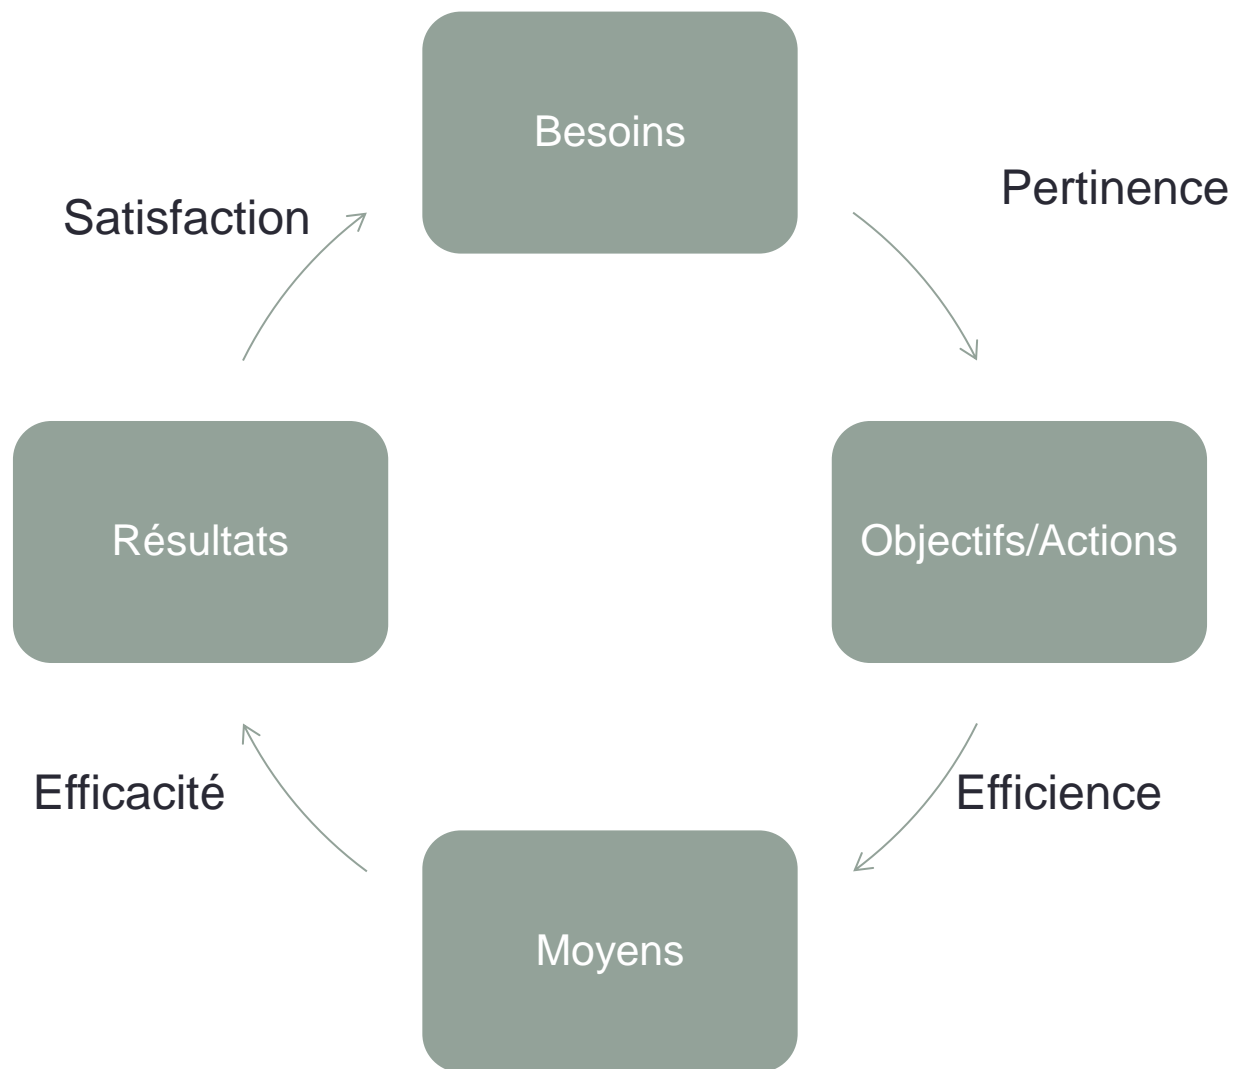 Besoins
Pertinence
Satisfaction
Résultats
Objectifs/Actions
Efficacité
Efficience
Moyens